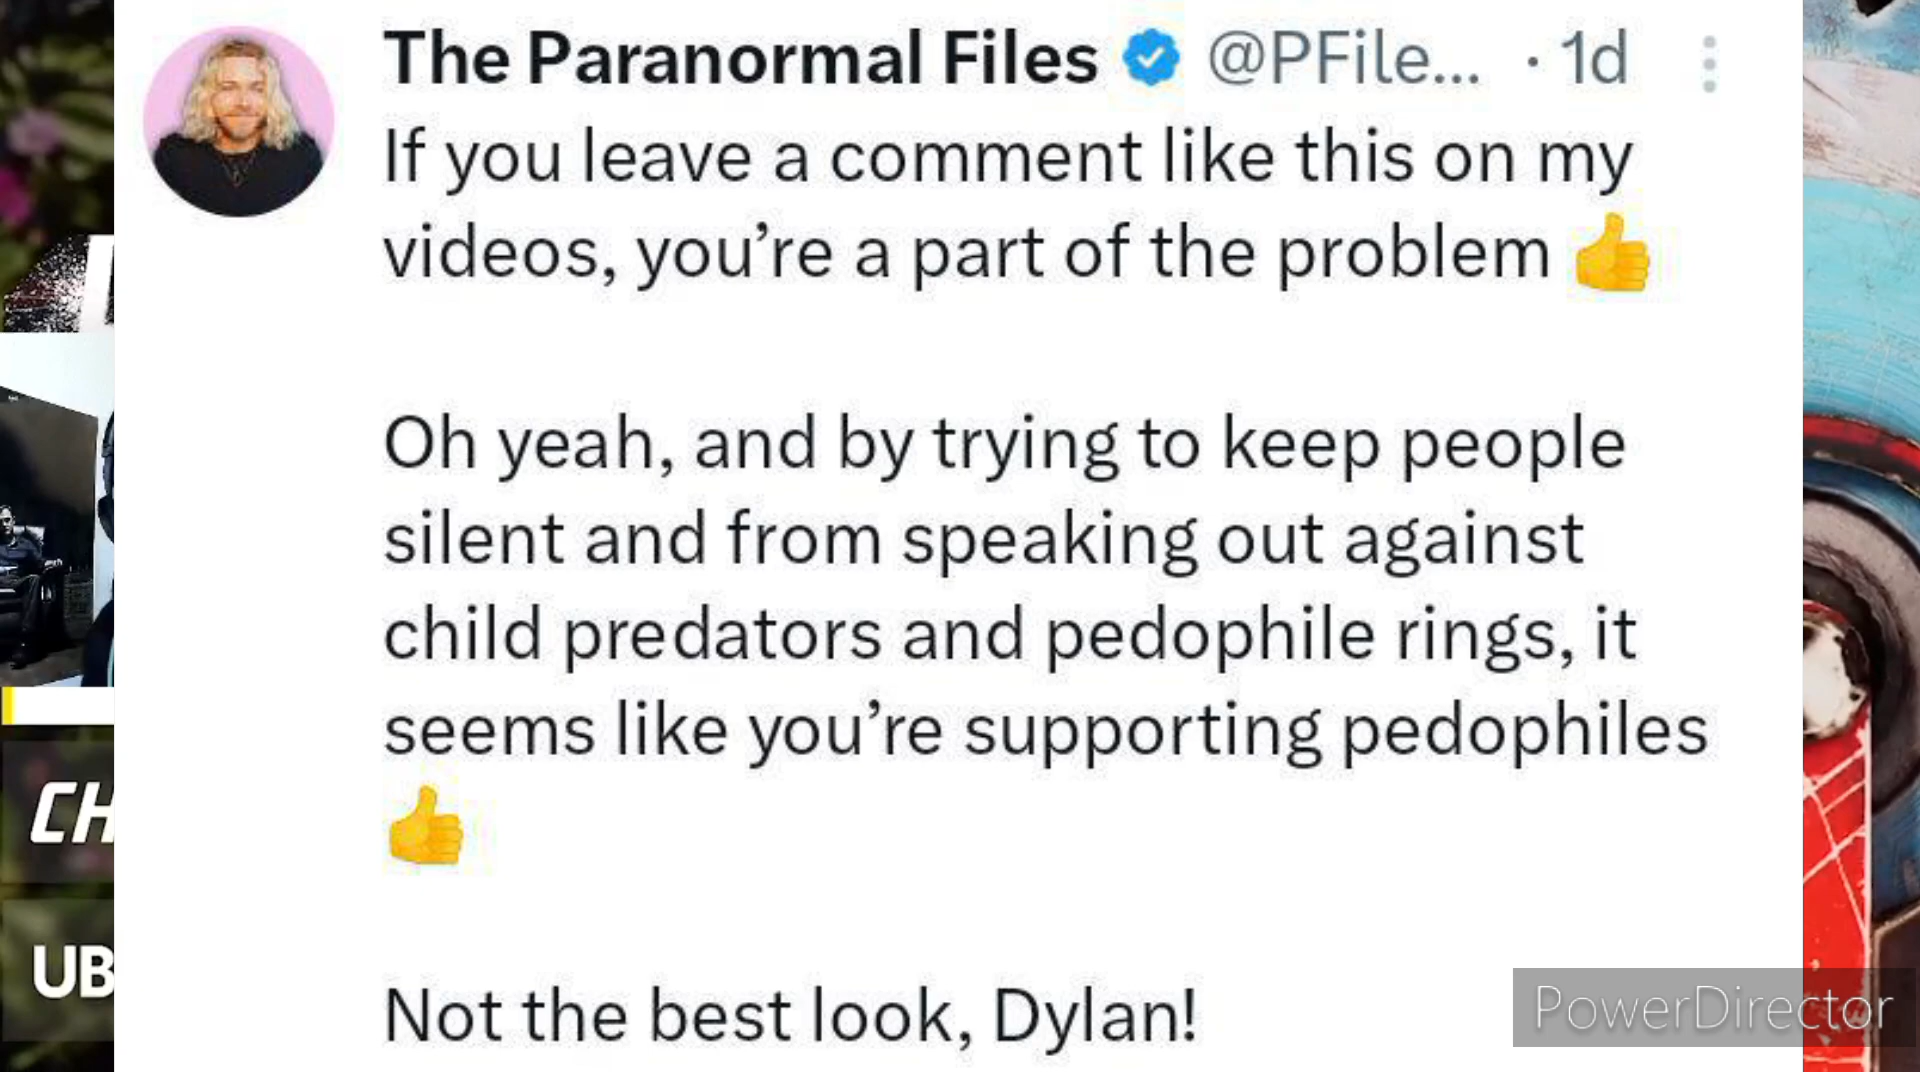 The Paranormal Files @PFile... · 1d
If you leave a comment like this on my
videos, you’re a part of the problem 👍
Oh yeah, and by trying to keep people
silent and from speaking out against
child predators and pedophile rings, it
seems like you’re supporting pedophiles
👍
Not the best look, Dylan!
CH
UB
PowerDirector